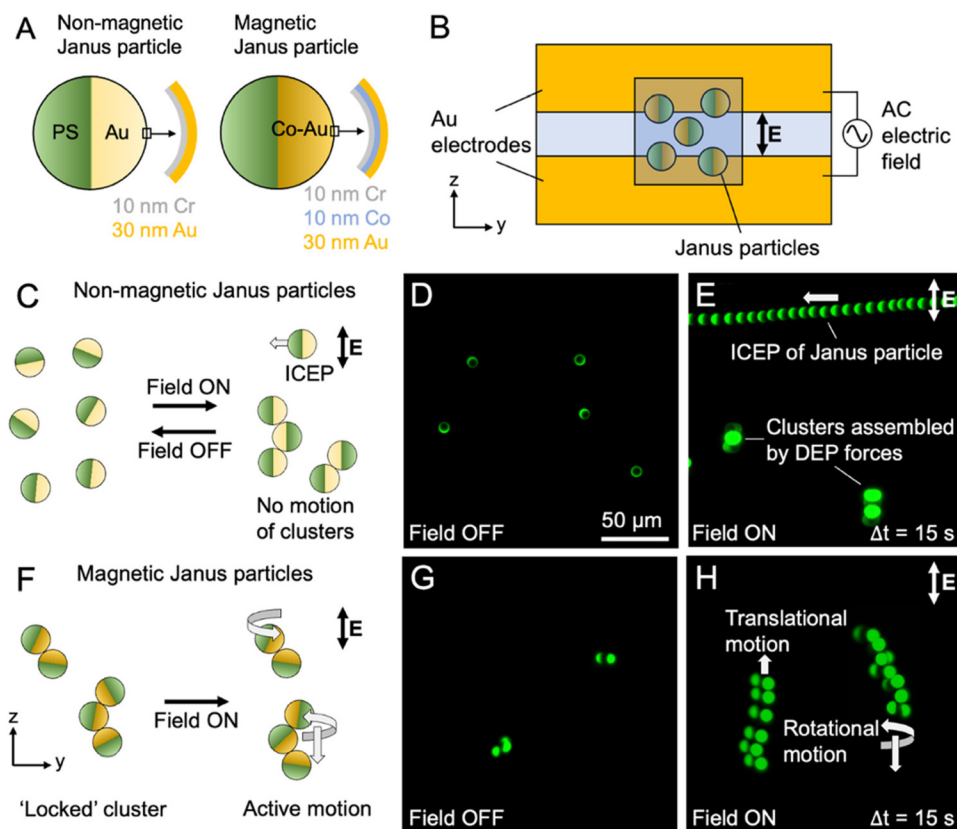 A
Non-magnetic
Janus particle
Magnetic
Janus particle
PS
Au
Co-Au
10 nm Cr
30 nm Au
10 nm Cr
10 nm Co
30 nm Au
B
Au
electrodes
E
AC
electric
field
z
y
Janus particles
C
Non-magnetic Janus particles
Field ON
Field OFF
E
ICEP
No motion
of clusters
D
Field OFF
50 μm
E
E
ICEP of Janus particle
Clusters assembled
by DEP forces
Field ON
Δt = 15 s
F
Magnetic Janus particles
E
Field ON
z
y
'Locked' cluster
Active motion
G
Field OFF
H
E
Translational
motion
Rotational
motion
Field ON
Δt = 15 s